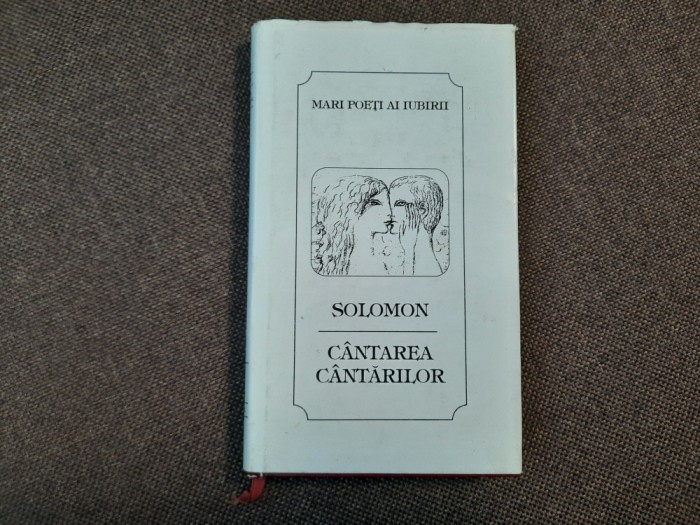 MARI POEȚI AI IUBIRII
SOLOMON
CÂNTAREA
CÂNTĂRILOR